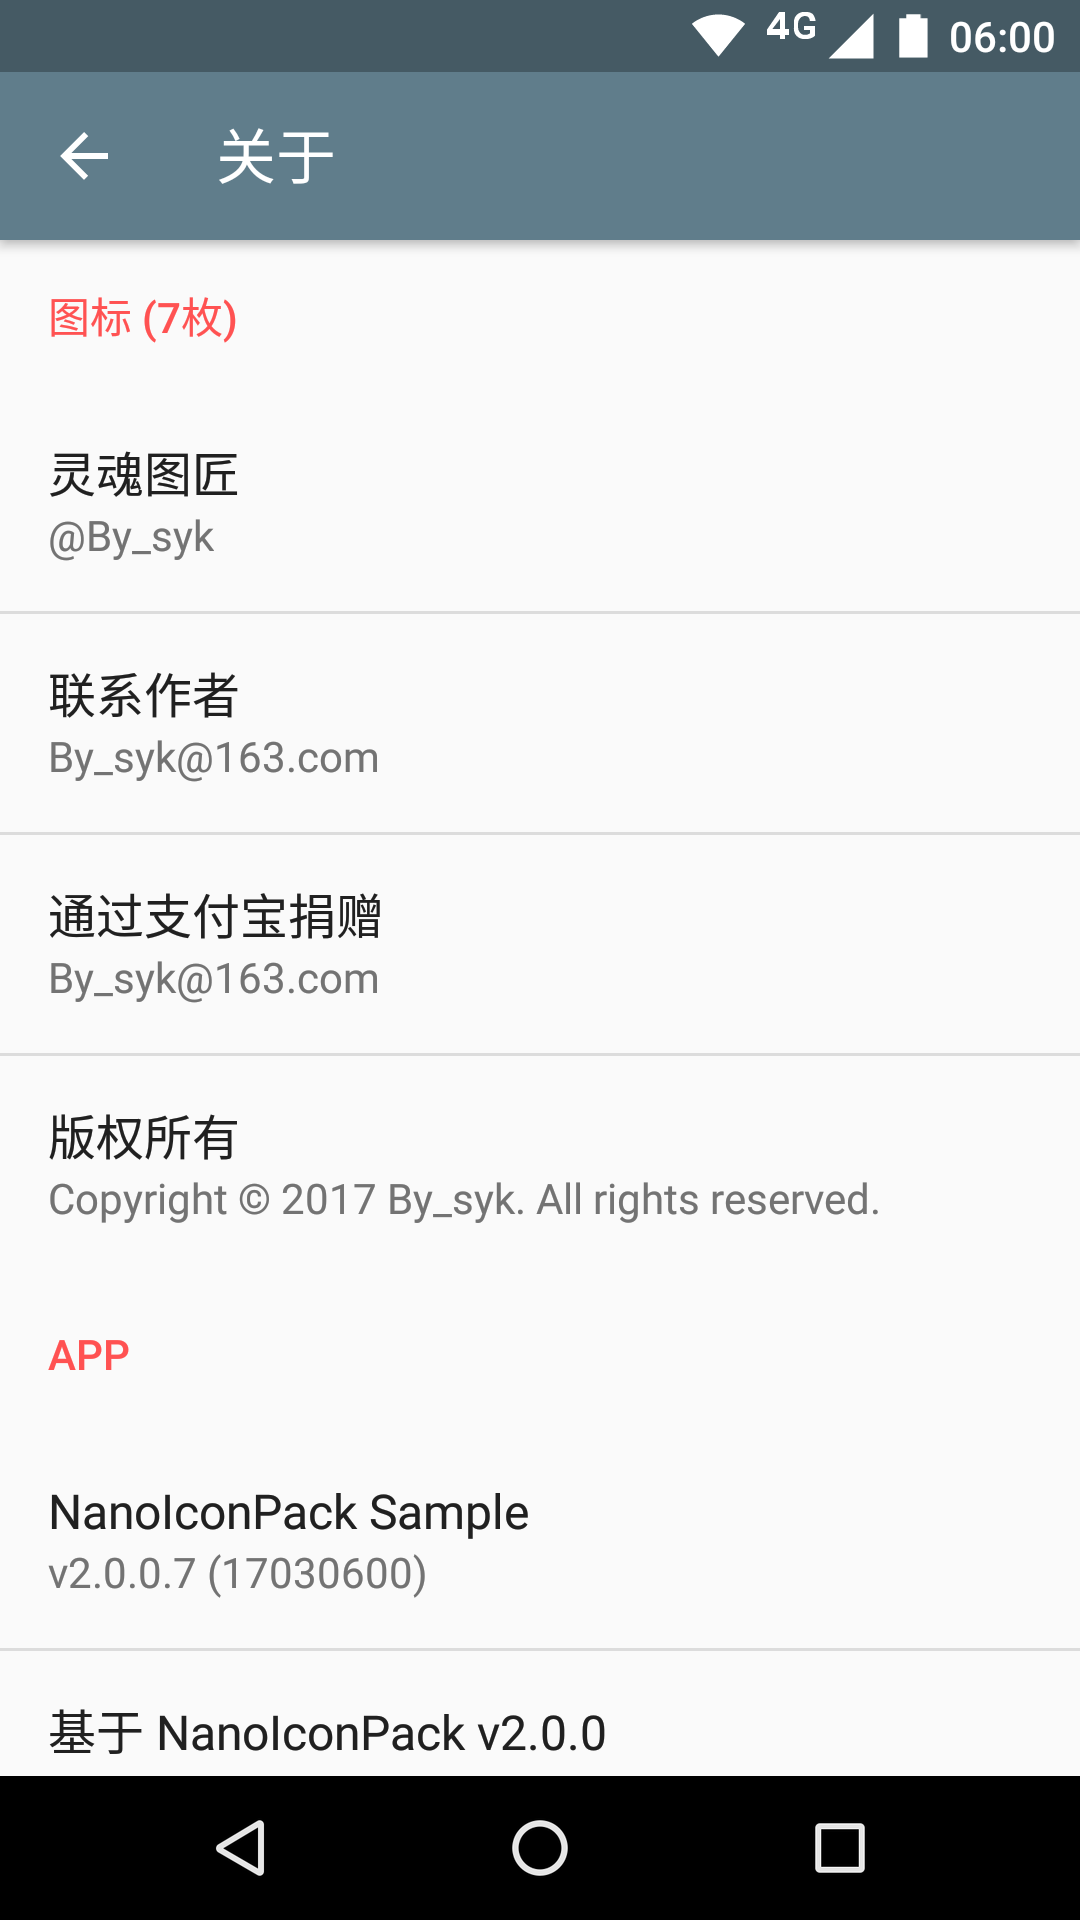 4G 06:00
关于
图标 (7枚)
灵魂图匠
@By_syk
联系作者
By_syk@163.com
通过支付宝捐赠
By_syk@163.com
版权所有
Copyright © 2017 By_syk. All rights reserved.
APP
NanoIconPack Sample
v2.0.0.7 (17030600)
基于 NanoIconPack v2.0.0